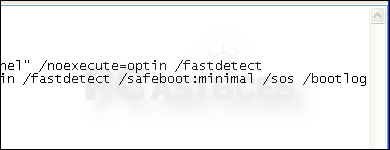 nel" /noexecute=optin /fastdetect
in /fastdetect /safeboot:minimal /sos /bootlog